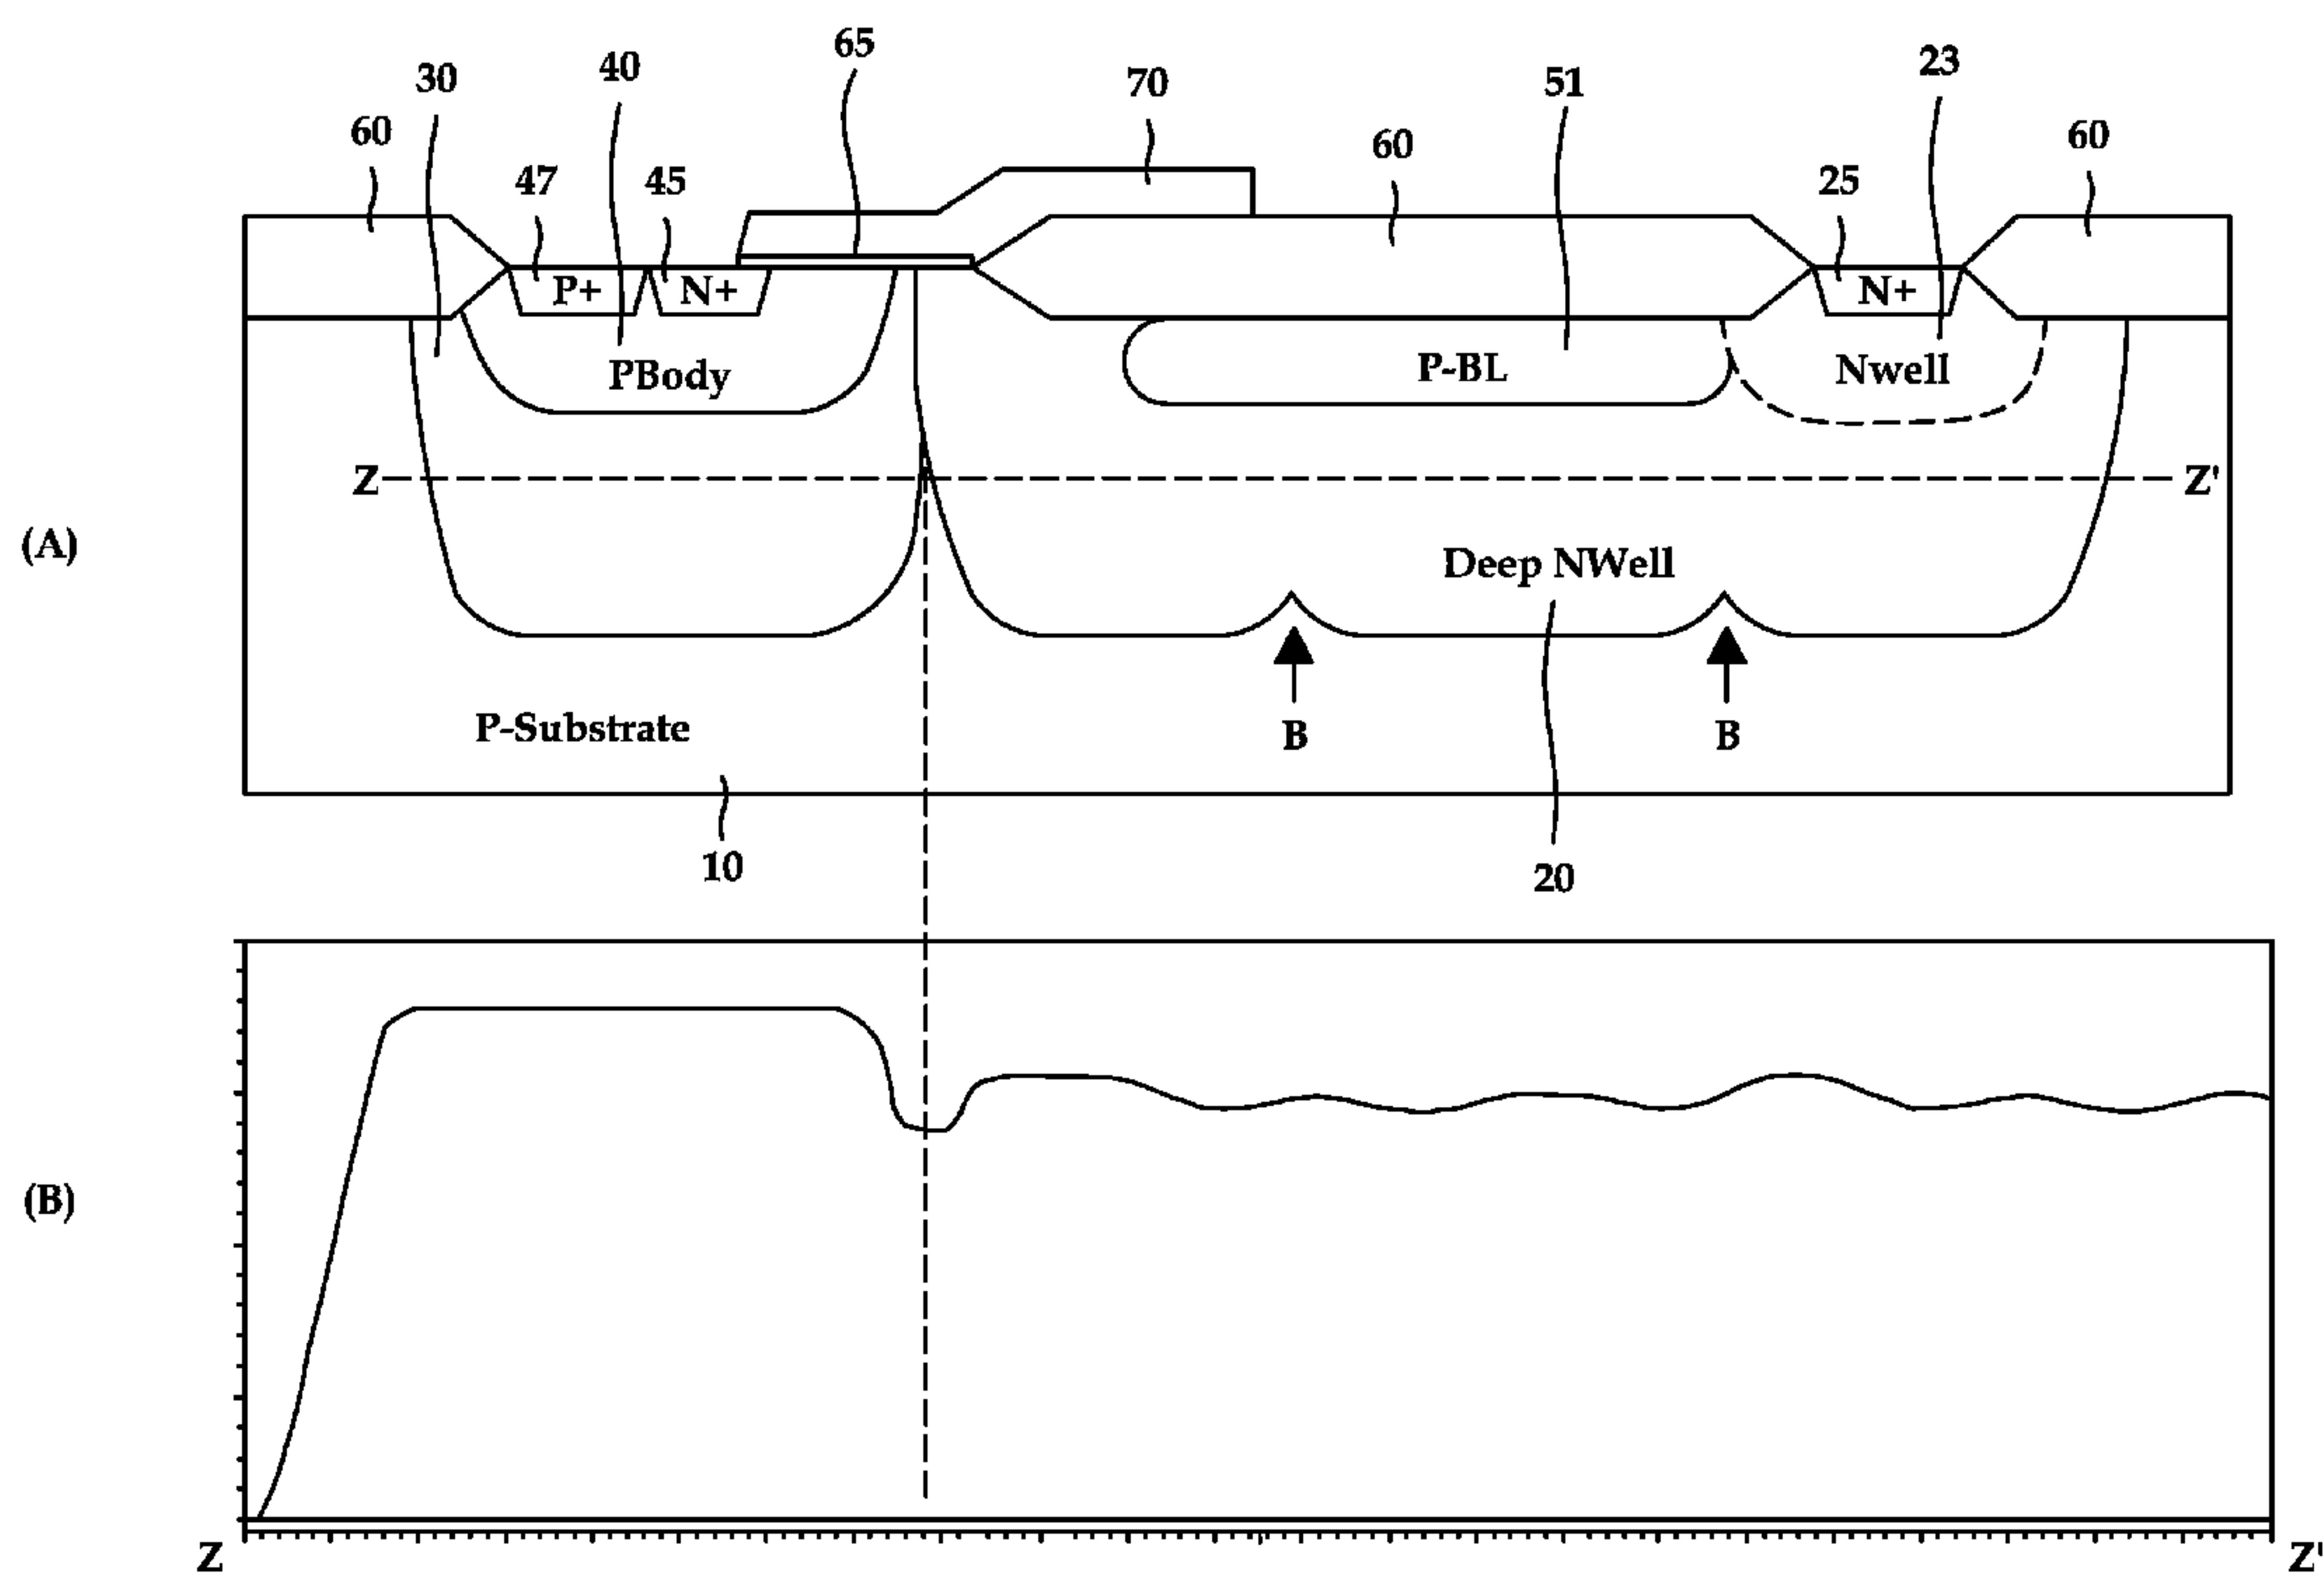 65
40
30
70
51
23
60
60
60
47
45
25
P+
N+
N+
PBody
P-BL
Nwell
Z
Z'
(A)
Deep NWell
P-Substrate
B
B
10
20
(B)
Z
Z'